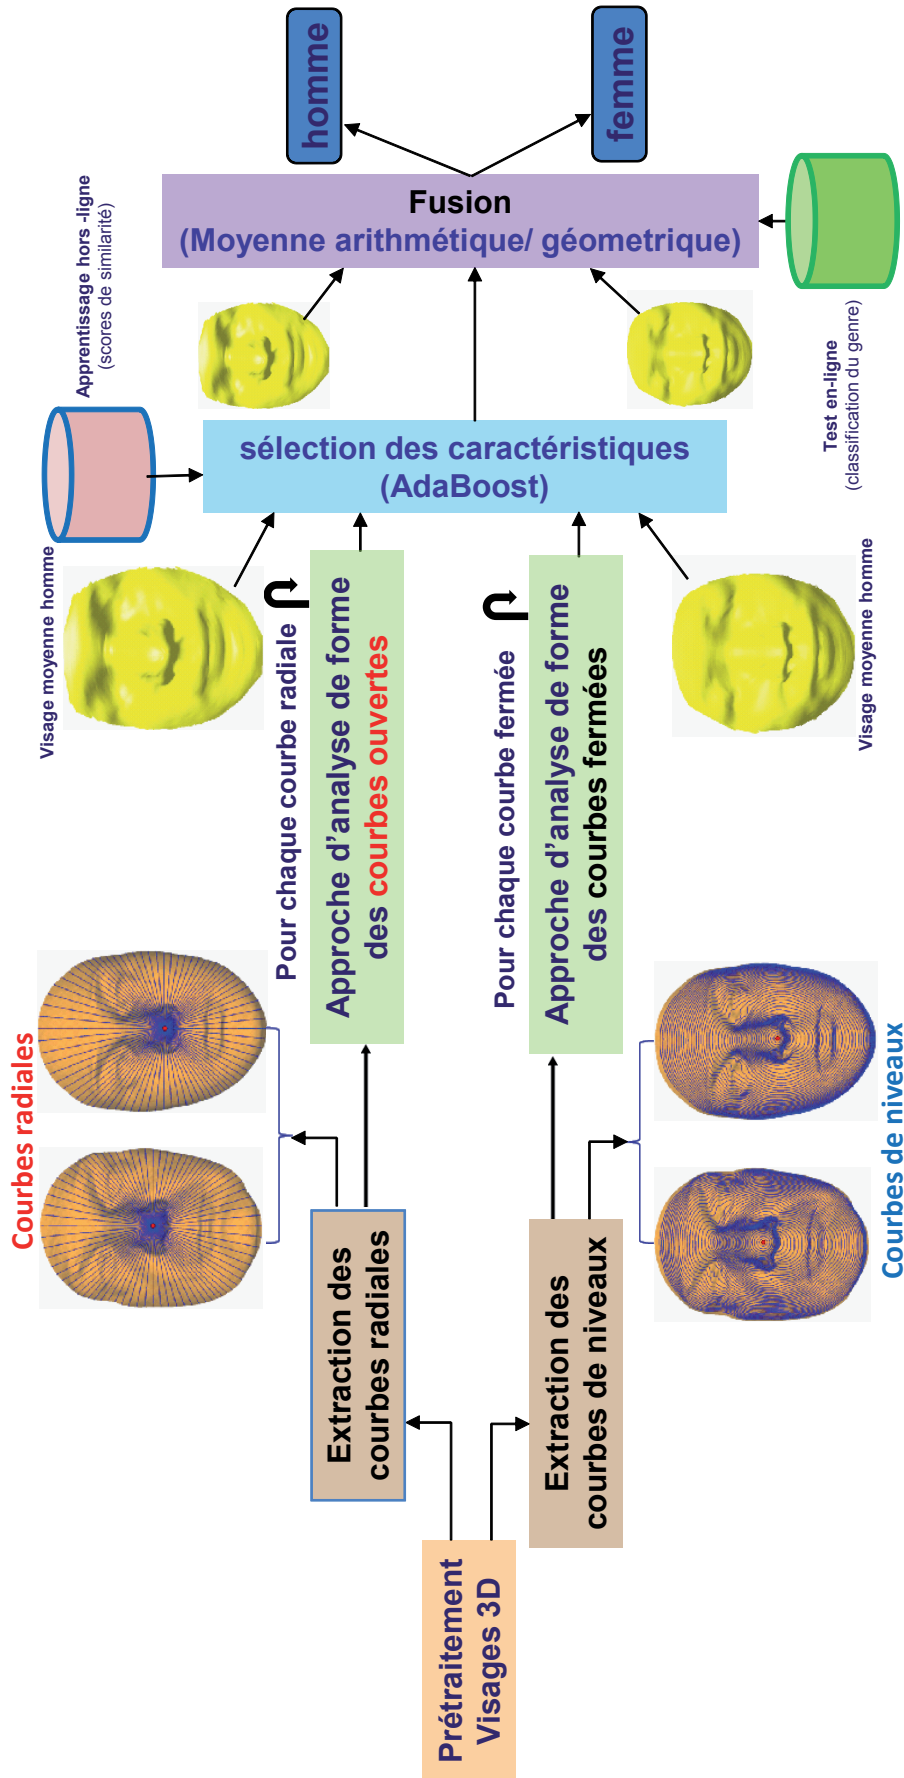 Prétraitement
Visages 3D
Extraction des
courbes radiales
Extraction des
courbes de niveaux
Courbes radiales
Courbes de niveaux
Pour chaque courbe radiale
Approche d’analyse de forme
des courbes ouvertes
Pour chaque courbe fermée
Approche d’analyse de forme
des courbes fermées
Visage moyenne homme
Visage moyenne homme
Apprentissage hors -ligne
(scores de similarité)
sélection des caractéristiques
(AdaBoost)
Test en-ligne
(classification du genre)
Fusion
(Moyenne arithmétique/ géometrique)
homme
femme